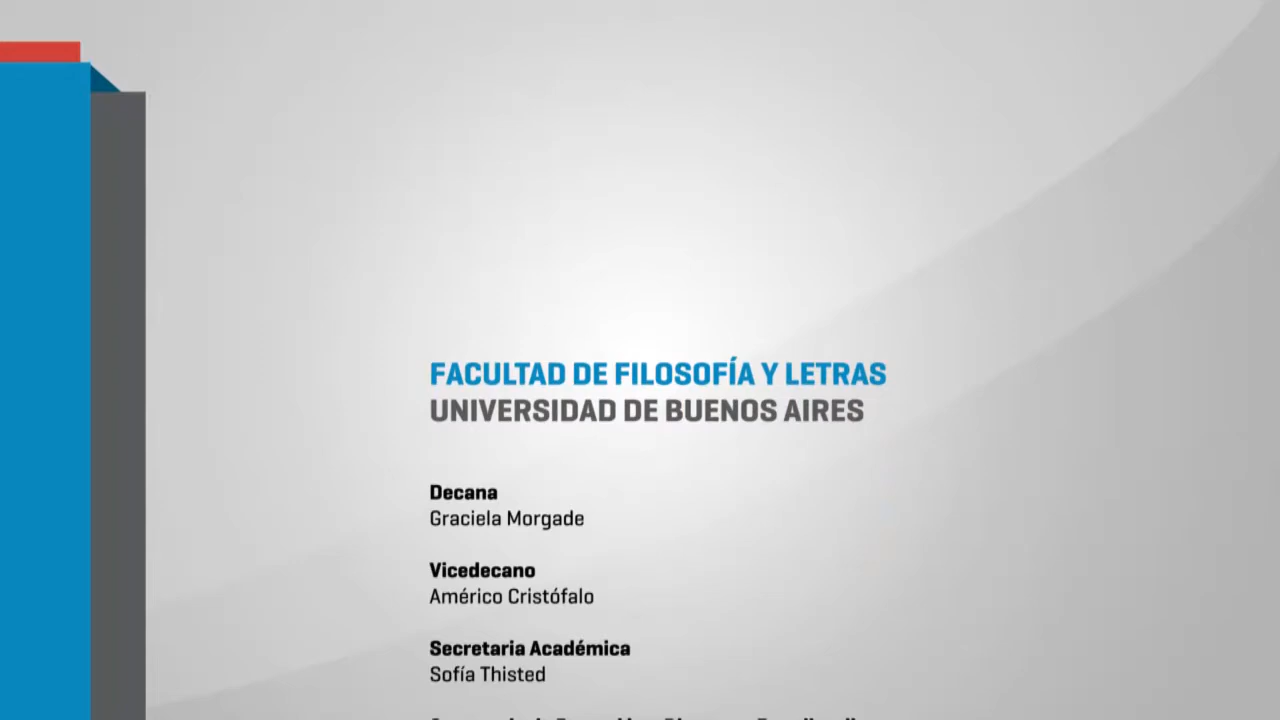 FACULTAD DE FILOSOFÍA Y LETRAS
UNIVERSIDAD DE BUENOS AIRES
Decana
Graciela Morgade
Vicedecano
Américo Cristófalo
Secretaria Académica
Sofía Thisted